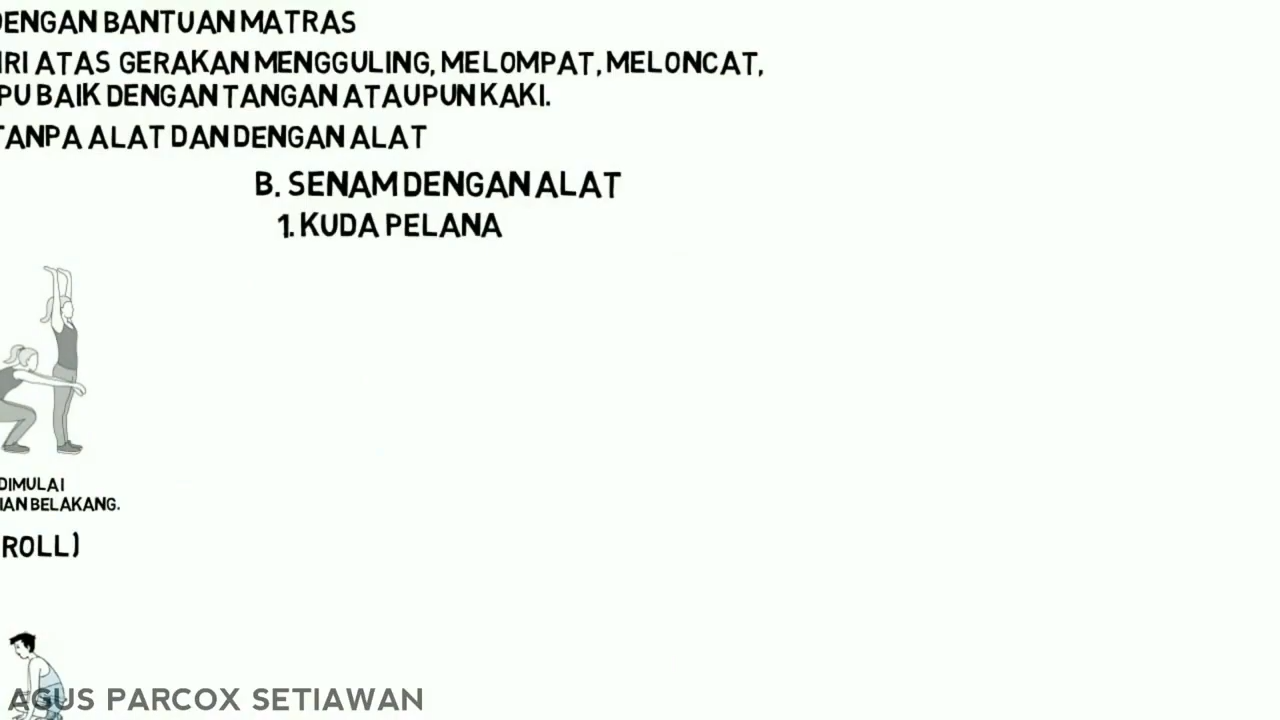 DENGAN BANTUAN MATRAS
IRI ATAS GERAKAN MENGGULING, MELOMPAT, MELONCAT,
PU BAIK DENGAN TANGAN ATAUPUN KAKI.
TANPA ALAT DAN DENGAN ALAT
B. SENAM DENGAN ALAT
1. KUDA PELANA
DIMULAI
IAN BELAKANG.
ROLL)
AGUS PARCOX SETIAWAN